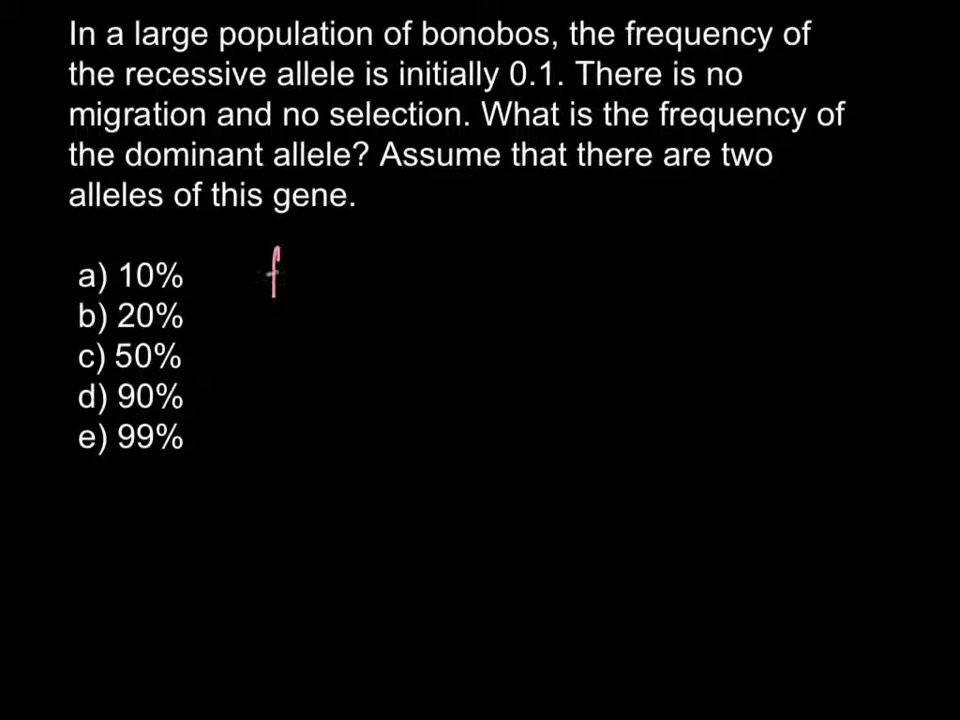 In a large population of bonobos, the frequency of
the recessive allele is initially 0.1. There is no
migration and no selection. What is the frequency of
the dominant allele? Assume that there are two
alleles of this gene.
a) 10%
f
b) 20%
c) 50%
d) 90%
e) 99%